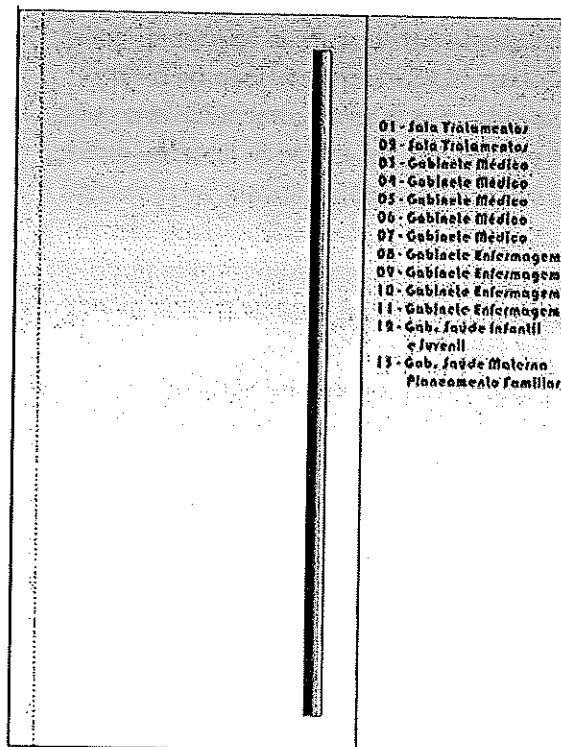 01 - Sala Tratamentos
02 - Sala Tratamentos
03 - Gabinete Médico
04 - Gabinete Médico
05 - Gabinete Médico
06 - Gabinete Médico
07 - Gabinete Médico
08 - Gabinete Enfermagem
09 - Gabinete Enfermagem
10 - Gabinete Enfermagem
11 - Gabinete Enfermagem
12 - Gab. Saúde Infantil
e Juvenil
13 - Gab. Saúde Materna
Planeamento Familiar